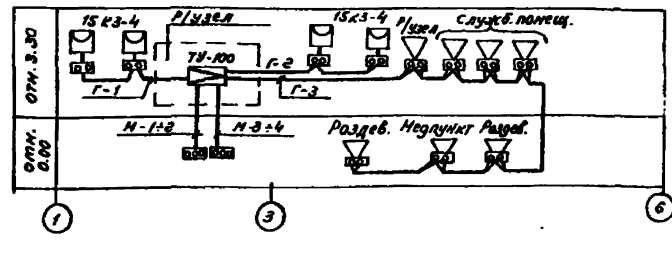 15КЗ-4
Р/узел
15КЗ-4
Р/узел
Служб. помещ.
отм. 3.30
ТУ-100
Г-1
Г-2
Г-3
отм. 0.00
М-1÷2
М-3÷4
Раздев.
Медпункт
Раздев.
1
3
6